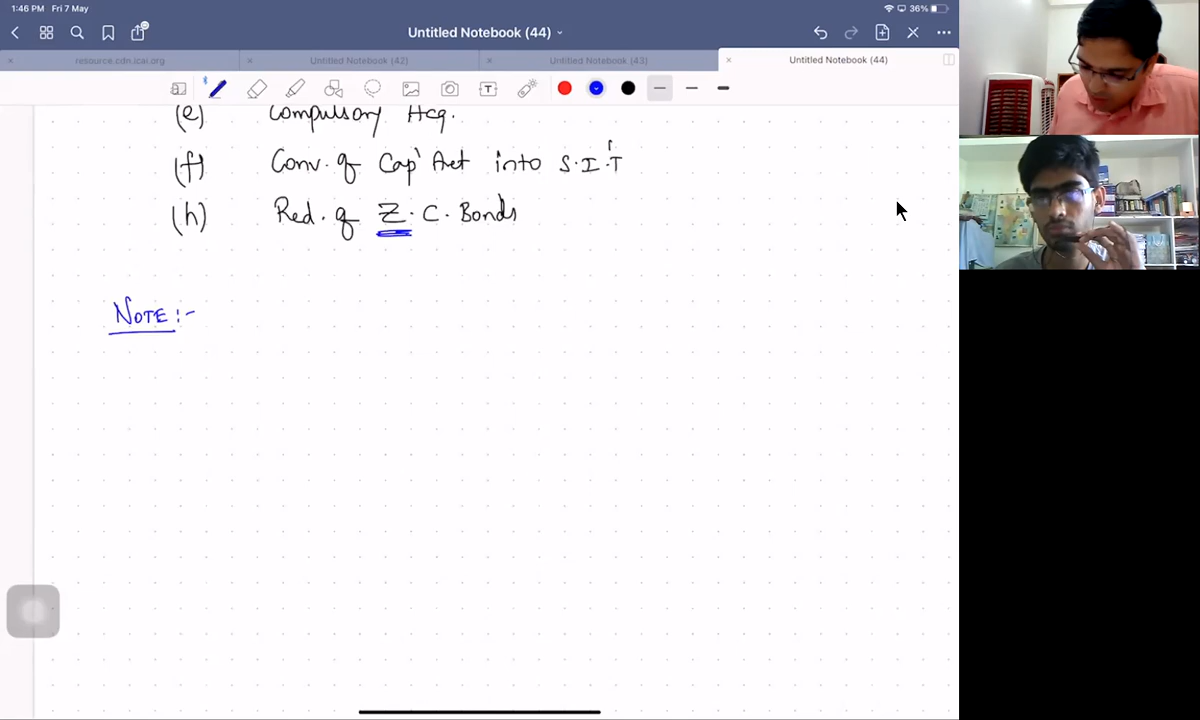 1:46 PM Fri 7 May
36%
Untitled Notebook (44)
resource.cdn.icai.org
Untitled Notebook (42)
Untitled Notebook (43)
Untitled Notebook (44)
(e) Compulsory Acq.
(f) Conv. of Cap' Aet into S.I.T
(h) Red. of Z.C. Bonds
NOTE:-